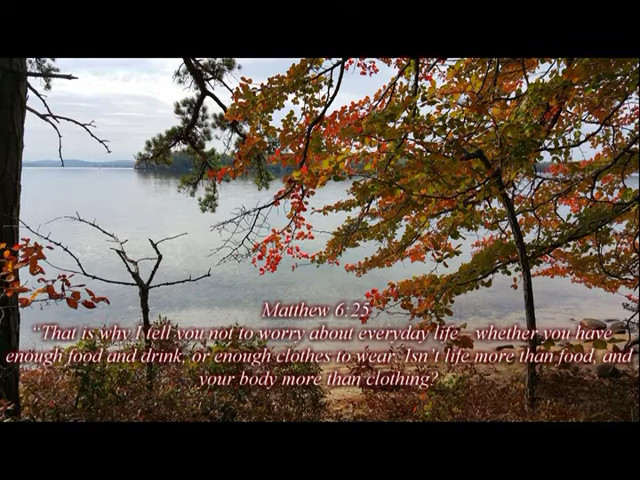 Matthew 6:25
“That is why I tell you not to worry about everyday life—whether you have
enough food and drink, or enough clothes to wear. Isn’t life more than food, and
your body more than clothing?